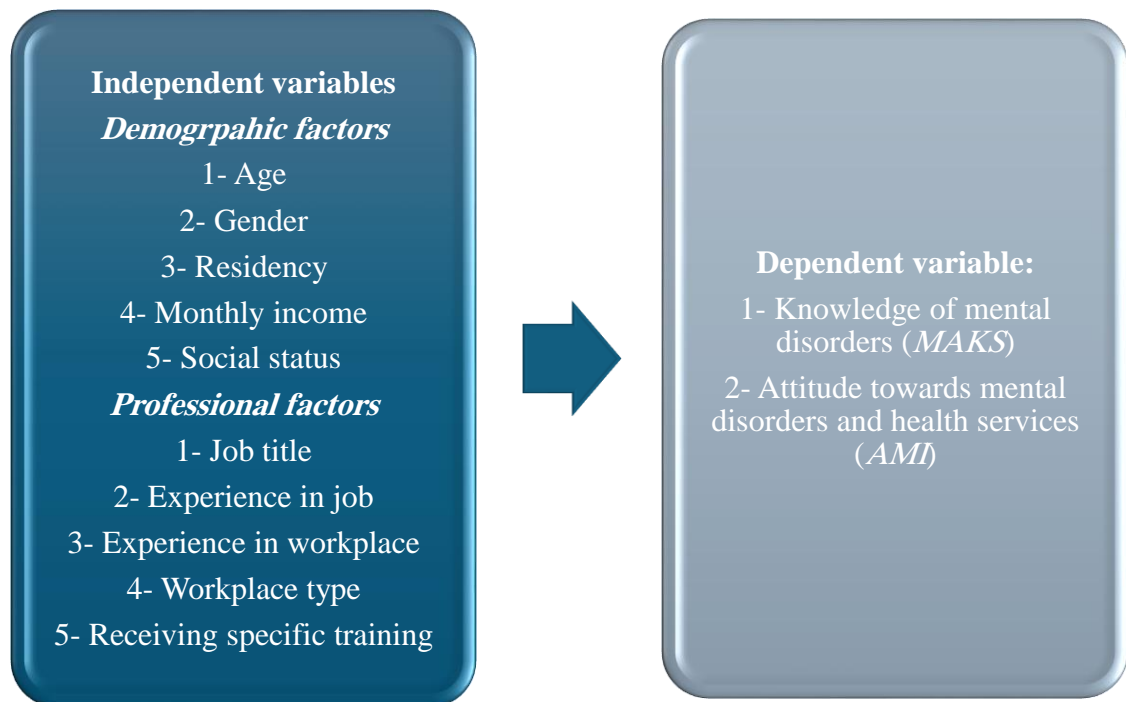 Independent variables
Demogrpahic factors
1- Age
2- Gender
3- Residency
4- Monthly income
5- Social status
Professional factors
1- Job title
2- Experience in job
3- Experience in workplace
4- Workplace type
5- Receiving specific training
Dependent variable:
1- Knowledge of mental
disorders (MAKS)
2- Attitude towards mental
disorders and health services
(AMI)